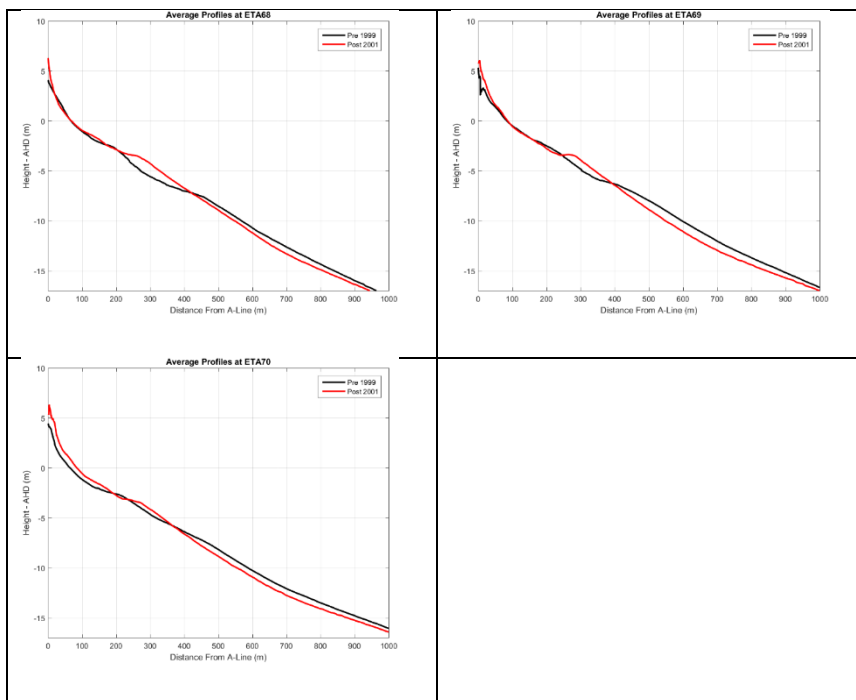 Average Profiles at ETA68
Pre 1999
Post 2001
10
5
0
-5
-10
-15
Height - AHD (m)
0 100 200 300 400 500 600 700 800 900 1000
Distance From A-Line (m)
Average Profiles at ETA69
Pre 1999
Post 2001
10
5
0
-5
-10
-15
Height - AHD (m)
0 100 200 300 400 500 600 700 800 900 1000
Distance From A-Line (m)
Average Profiles at ETA70
Pre 1999
Post 2001
10
5
0
-5
-10
-15
Height - AHD (m)
0 100 200 300 400 500 600 700 800 900 1000
Distance From A-Line (m)